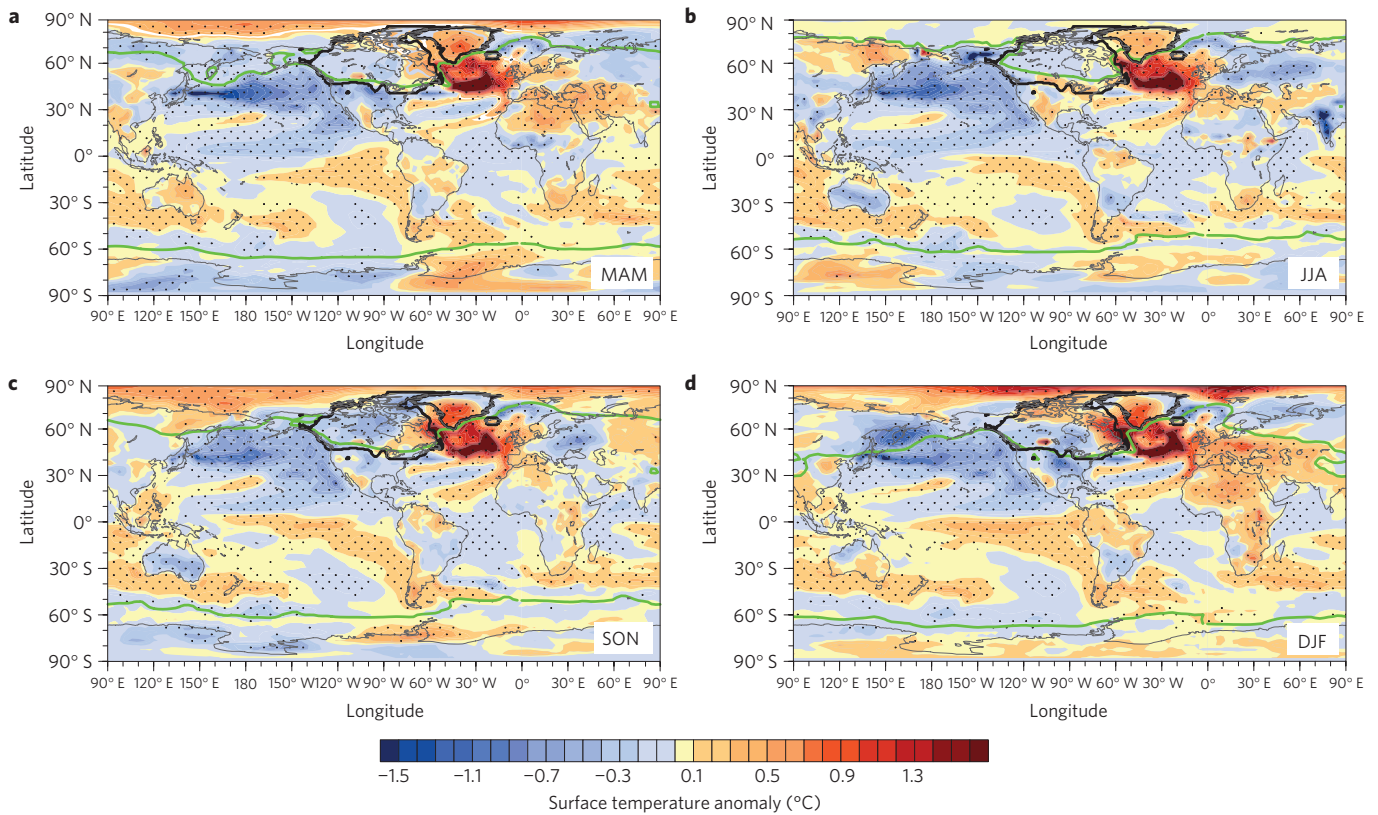 a
90° N
60° N
30° N
0°
30° S
60° S
90° S
Latitude
MAM
90° E 120° E 150° E 180 150° W 120° W 90° W 60° W 30° W 0° 30° E 60° E 90° E
Longitude
b
90° N
60° N
30° N
0°
30° S
60° S
90° S
Latitude
JJA
90° E 120° E 150° E 180 150° W 120° W 90° W 60° W 30° W 0° 30° E 60° E 90° E
Longitude
c
90° N
60° N
30° N
0°
30° S
60° S
90° S
Latitude
SON
90° E 120° E 150° E 180 150° W 120° W 90° W 60° W 30° W 0° 30° E 60° E 90° E
Longitude
d
90° N
60° N
30° N
0°
30° S
60° S
90° S
Latitude
DJF
90° E 120° E 150° E 180 150° W 120° W 90° W 60° W 30° W 0° 30° E 60° E 90° E
Longitude
−1.5 −1.1 −0.7 −0.3 0.1 0.5 0.9 1.3
Surface temperature anomaly (°C)